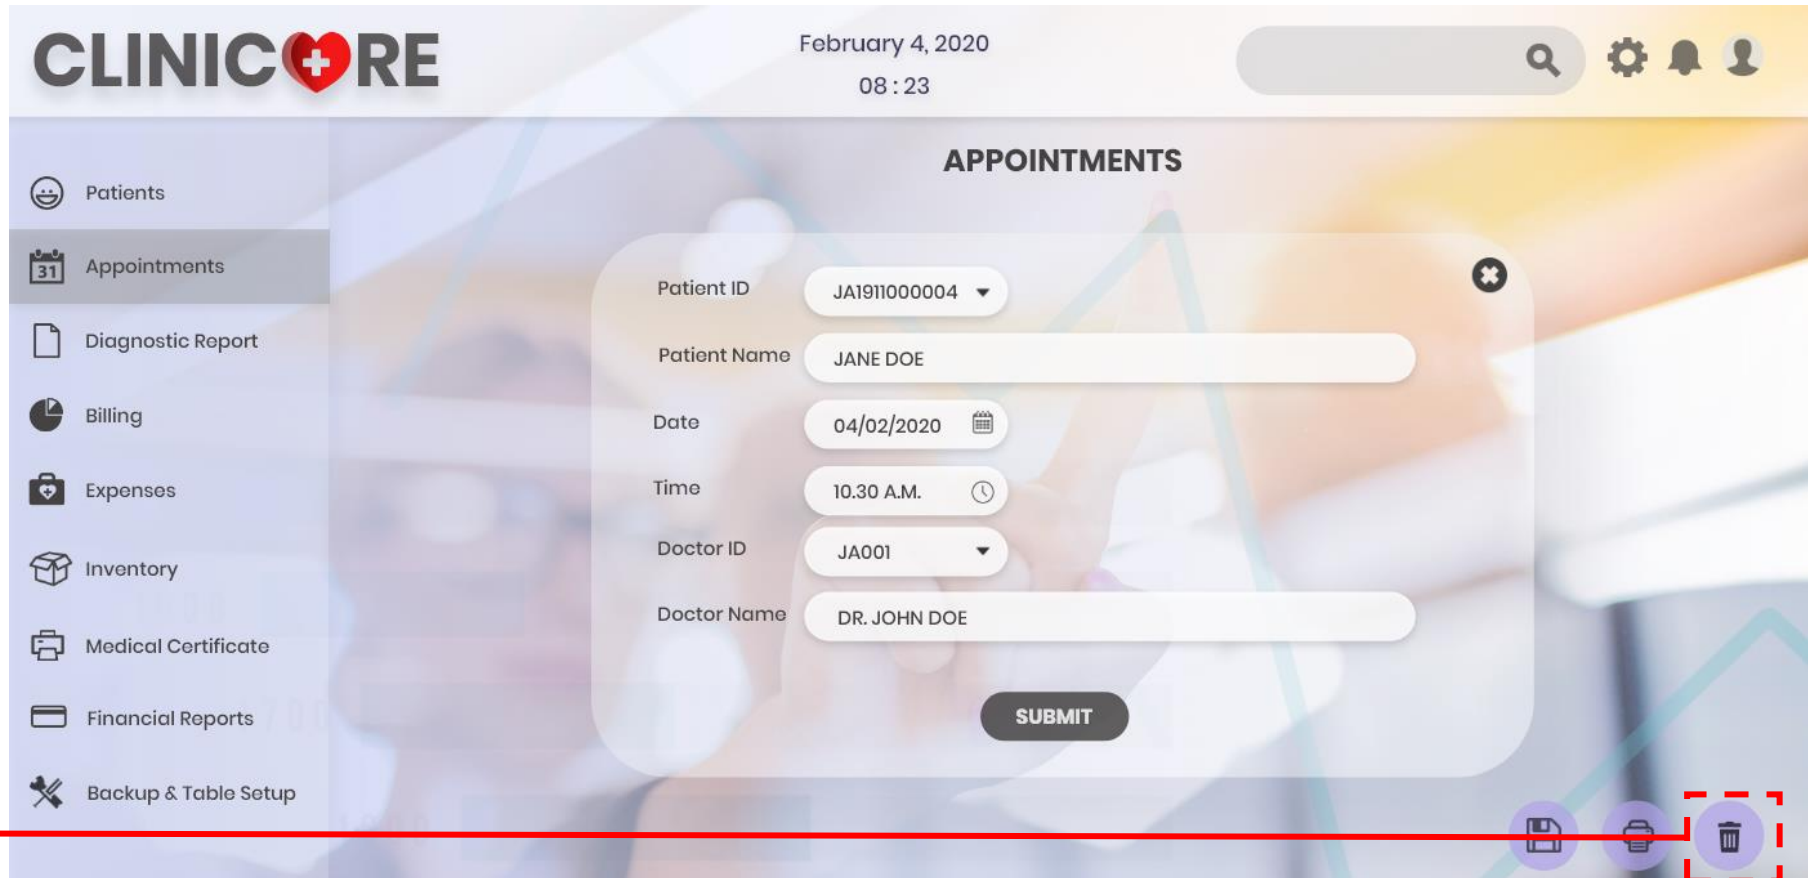 CLINICORE
February 4, 2020
08 : 23
Patients
31
Appointments
Diagnostic Report
Billing
Expenses
Inventory
Medical Certificate
Financial Reports
Backup & Table Setup
APPOINTMENTS
Patient ID JA1911000004
Patient Name JANE DOE
Date 04/02/2020
Time 10.30 A.M.
Doctor ID JA001
Doctor Name DR. JOHN DOE
SUBMIT